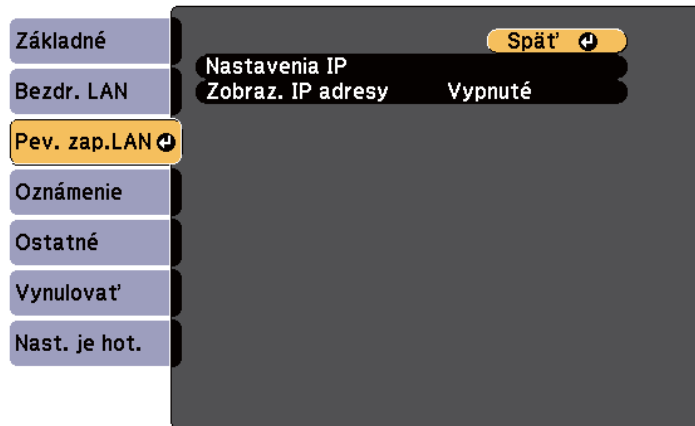 Základné
Bezdr. LAN
Pev. zap.LAN
Oznámenie
Ostatné
Vynulovať
Nast. je hot.
Späť
Nastavenia IP
Zobraz. IP adresy Vypnuté